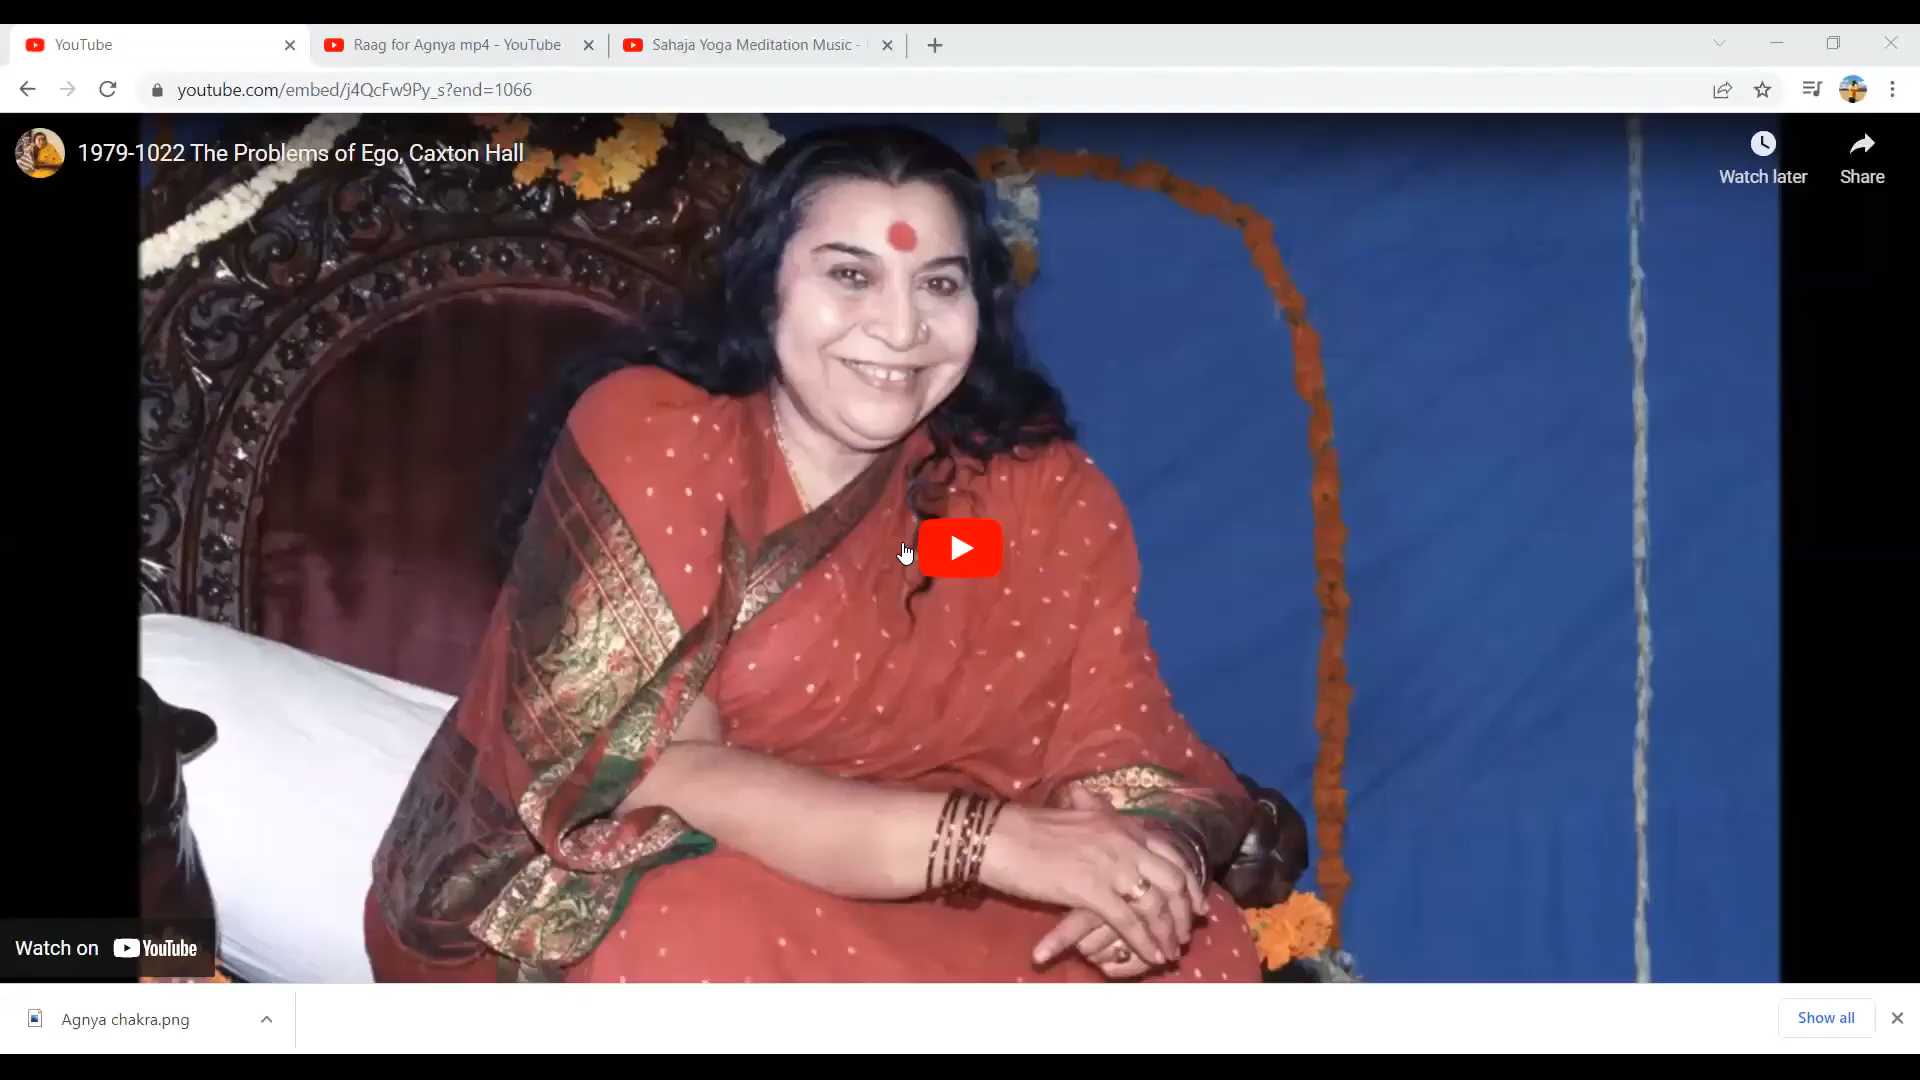 YouTube
Raag for Agnya mp4 - YouTube
Sahaja Yoga Meditation Music -
youtube.com/embed/j4QcFw9Py_s?end=1066
1979-1022 The Problems of Ego, Caxton Hall
Watch later
Share
Watch on YouTube
Agnya chakra.png
Show all